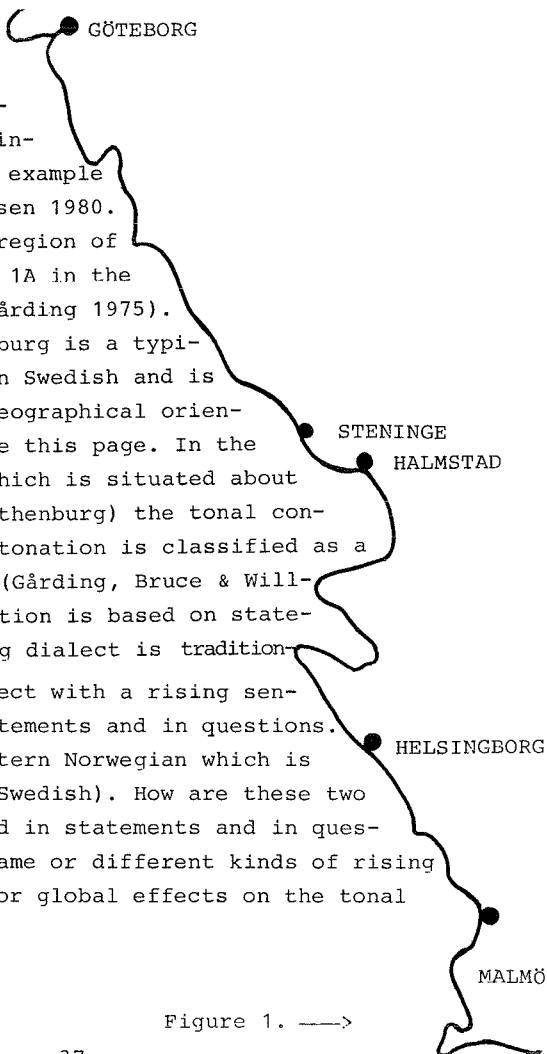 GÖTEBORG
-
in-
example
sen 1980.
region of
1A in the
årding 1975).
burg is a typi-
n Swedish and is
eographical orien-
e this page. In the
STENINGE
hich is situated about
HALMSTAD
thenburg) the tonal con-
tonation is classified as a
(Gårding, Bruce & Will-
tion is based on state-
g dialect is tradition-
ect with a rising sen-
tements and in questions.
tern Norwegian which is
HELSINGBORG
Swedish). How are these two
d in statements and in ques-
ame or different kinds of rising
or global effects on the tonal
MALMÖ
Figure 1. —>